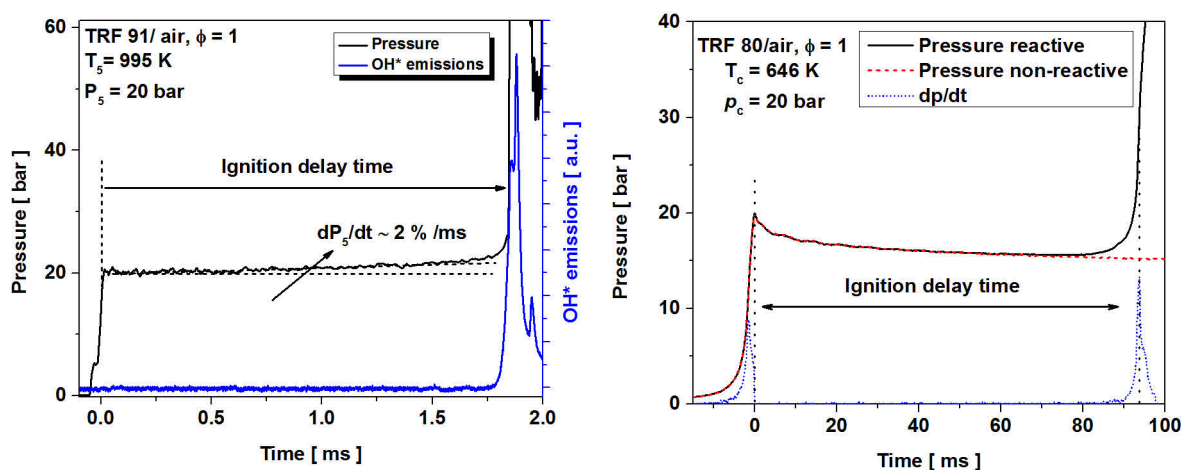 TRF 91/ air, ϕ = 1
T5= 995 K
P5 = 20 bar
Pressure
OH* emissions
Ignition delay time
dP5/dt ~ 2 % /ms
60
40
20
0
Pressure [ bar]
OH* emissions [ a.u.]
0.0 0.5 1.0 1.5 2.0
Time [ ms]
TRF 80/air, ϕ = 1
Tc = 646 K
pc = 20 bar
Pressure reactive
Pressure non-reactive
dp/dt
Ignition delay time
40
30
20
10
0
Pressure [ bar]
0 20 40 60 80 100
Time [ ms]